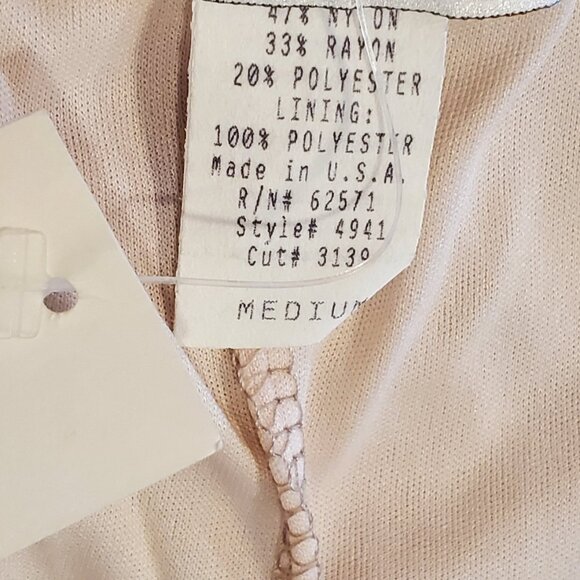 47% NYLON
33% RAYON
20% POLYESTER
LINING:
100% POLYESTER
Made in U.S.A.
R/N# 62571
Style# 4941
Cut# 3139
MEDIUM